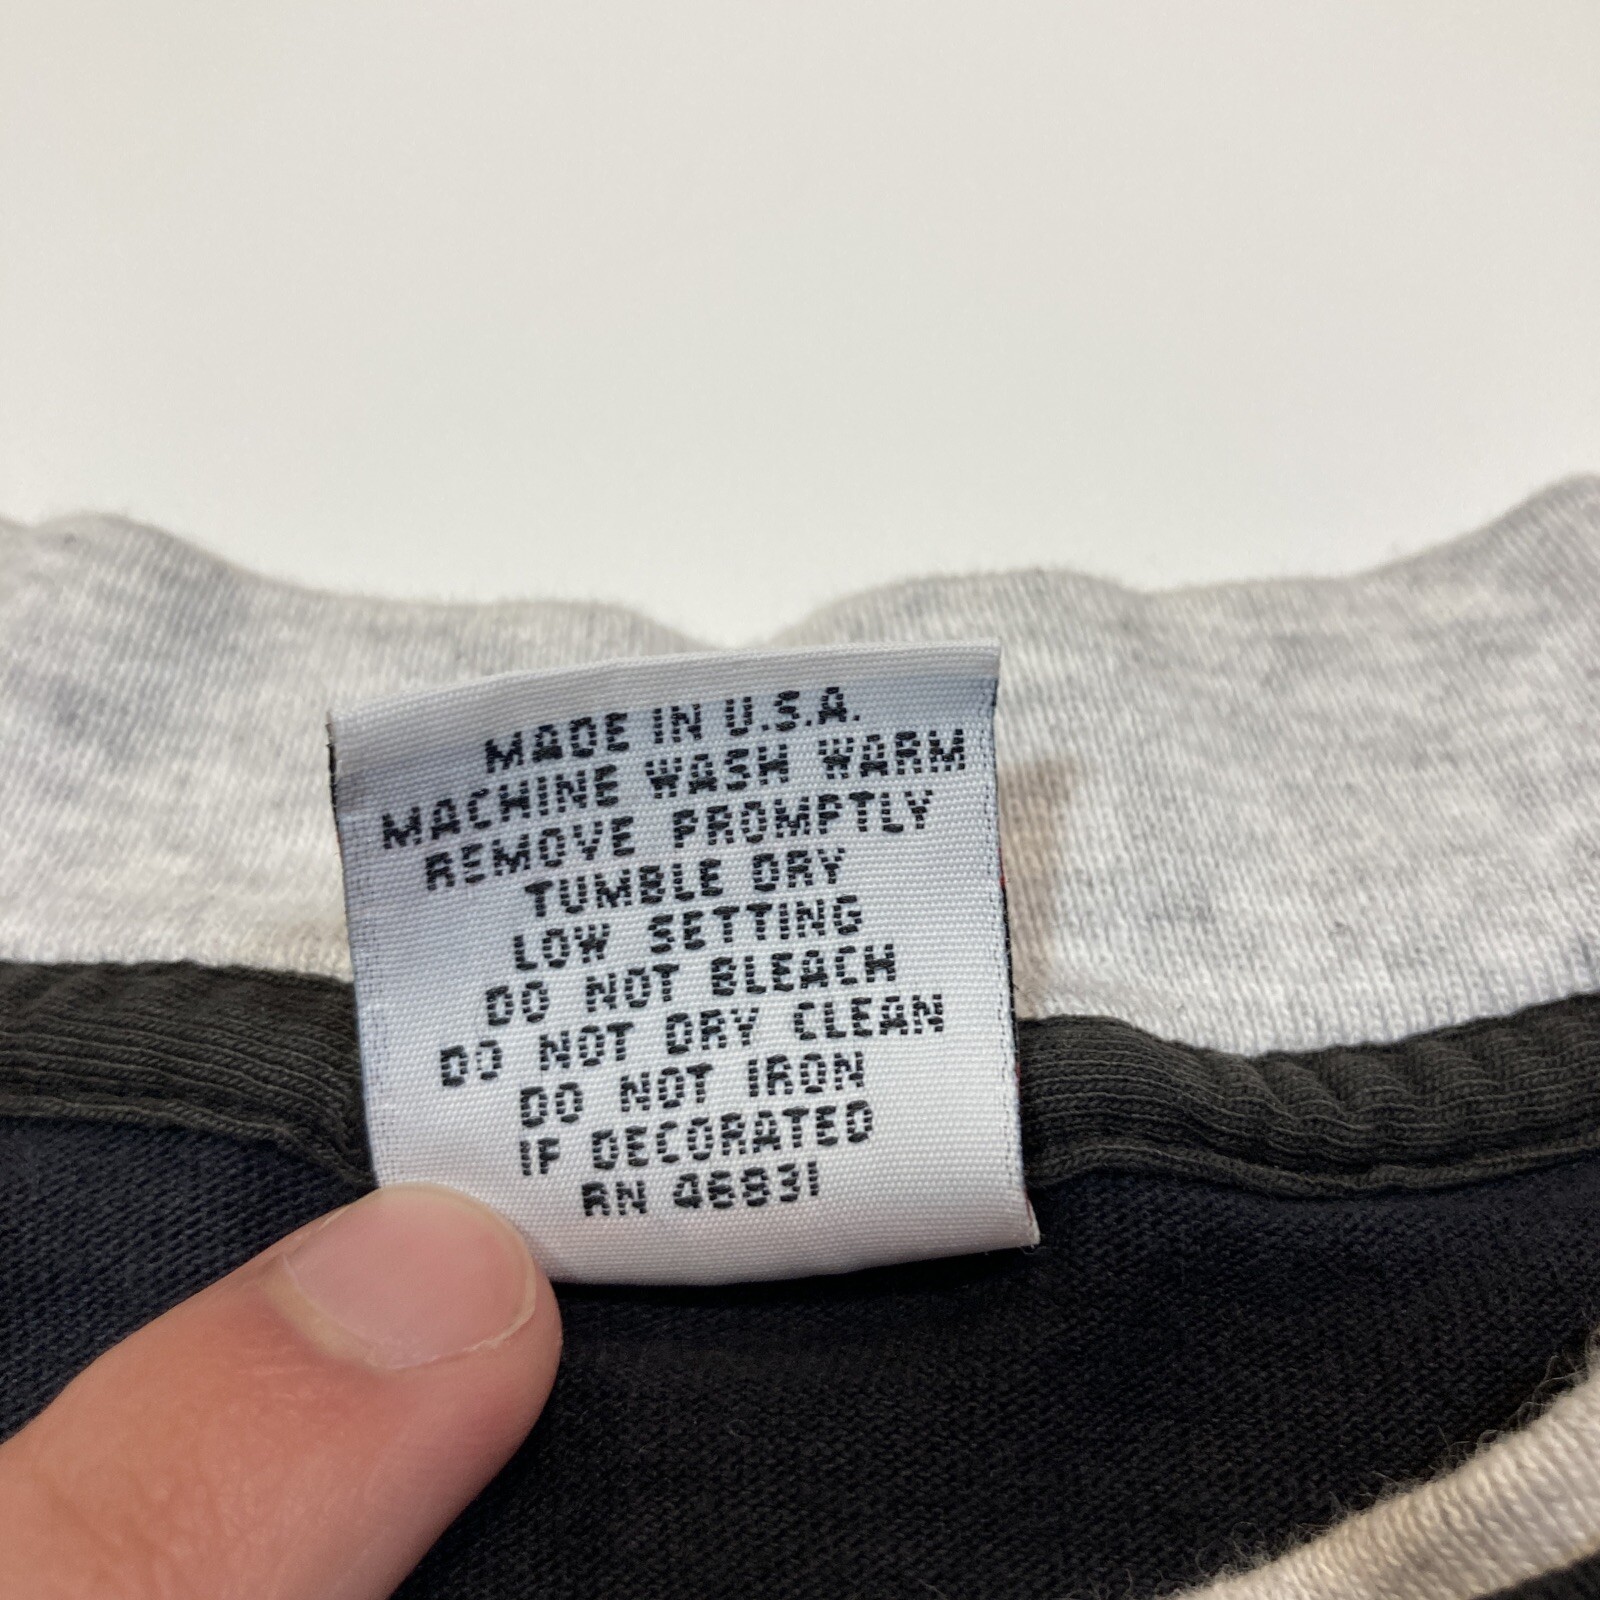 MADE IN U.S.A.
MACHINE WASH WARM
REMOVE PROMPTLY
TUMBLE DRY
LOW SETTING
DO NOT BLEACH
DO NOT DRY CLEAN
DO NOT IRON
IF DECORATED
RN 46931